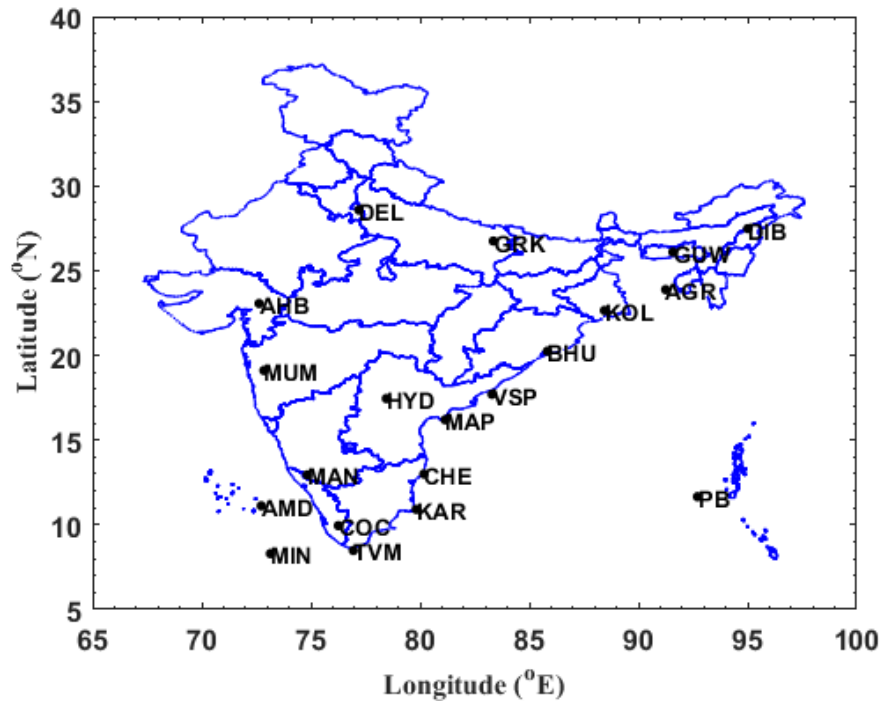 40
35
30
25
20
15
10
5
Latitude (°N)
DEL
GRK
DIB
GUW
AHB
AGR
KOL
BHU
MUM
HYD
VSP
MAP
MAN
CHE
AMD
KAR
PB
COC
MIN
TVM
65 70 75 80 85 90 95 100
Longitude (°E)